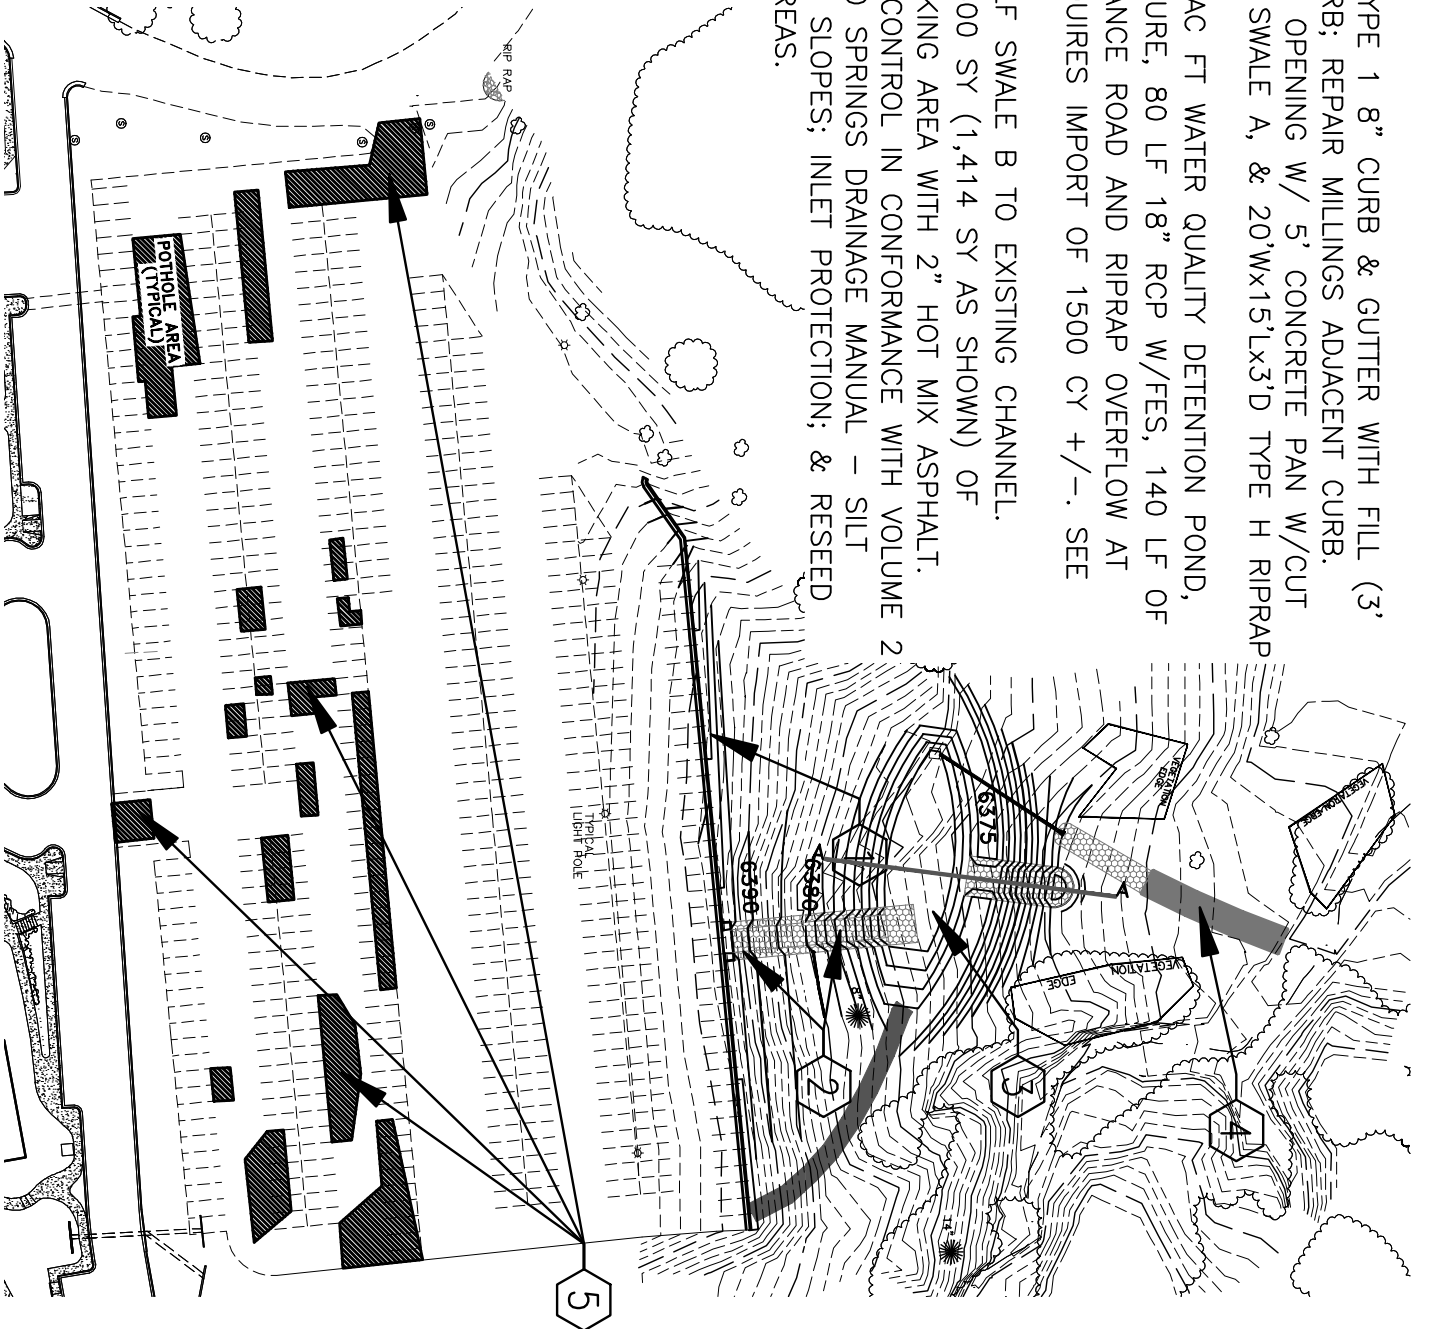 TYPE 1 8" CURB & GUTTER WITH FILL (3'
RB; REPAIR MILLINGS ADJACENT CURB.
OPENING W/ 5' CONCRETE PAN W/CUT
SWALE A, & 20'Wx15'Lx3'D TYPE H RIPRAP
AC FT WATER QUALITY DETENTION POND,
URE, 80 LF 18" RCP W/FES, 140 LF OF
ANCE ROAD AND RIPRAP OVERFLOW AT
UIRES IMPORT OF 1500 CY +/-. SEE
LF SWALE B TO EXISTING CHANNEL.
00 SY (1,414 SY AS SHOWN) OF
KING AREA WITH 2" HOT MIX ASPHALT.
CONTROL IN CONFORMANCE WITH VOLUME 2
O SPRINGS DRAINAGE MANUAL - SILT
SLOPES; INLET PROTECTION; & RESEED
REAS.
RIP RAP
POTHOLE AREA
(TYPICAL)
TYPICAL
LIGHT POLE
VEGETATION
EDGE
VEGETATION EDGE
VEGETATION
EDGE
6375
6380
6390
A
A
1
2
3
4
5
8"
S
S
S
S
S